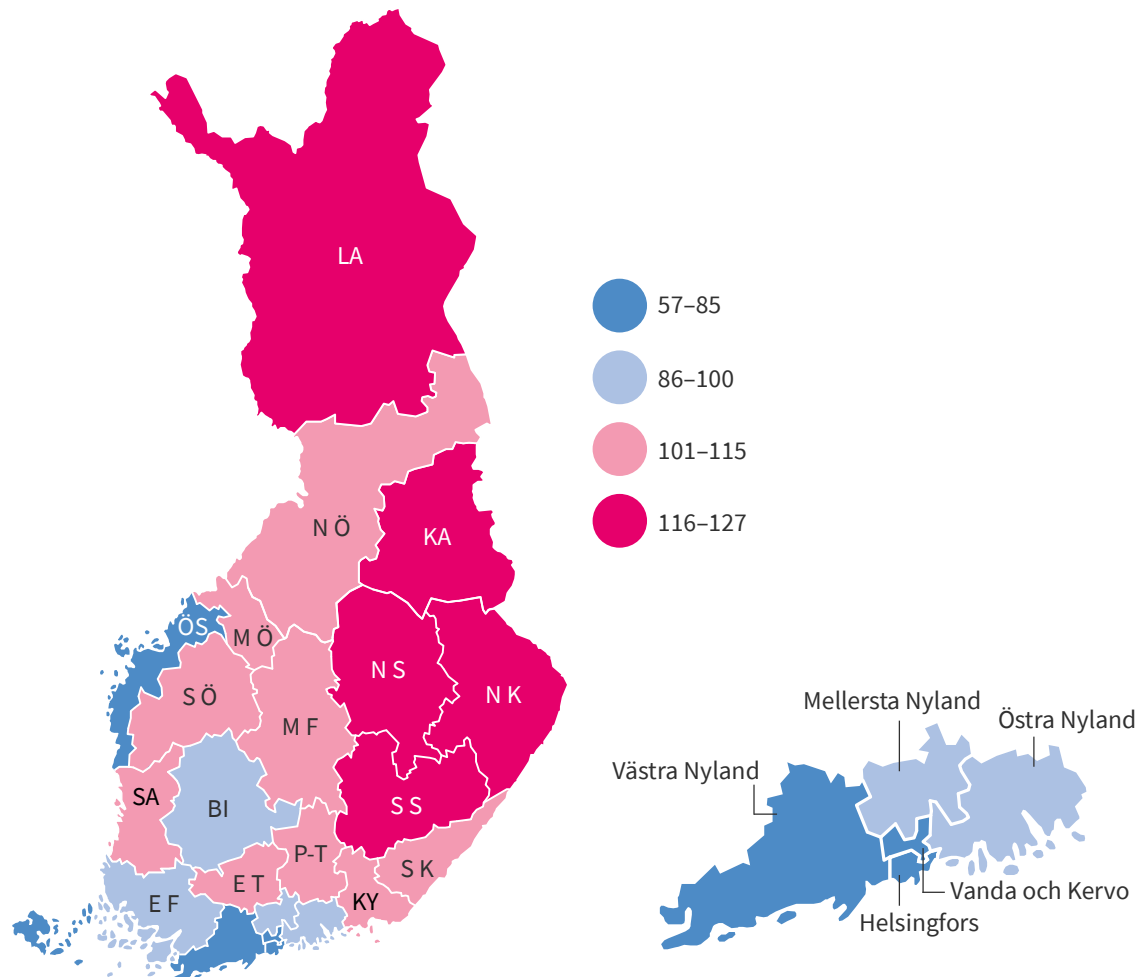 LA
57–85
86–100
101–115
116–127
N Ö
KA
ÖS
M Ö
N S
S Ö
N K
M F
SA
BI
S S
P-T
S K
E T
E F
KY
Mellersta Nyland
Östra Nyland
Västra Nyland
Vanda och Kervo
Helsingfors